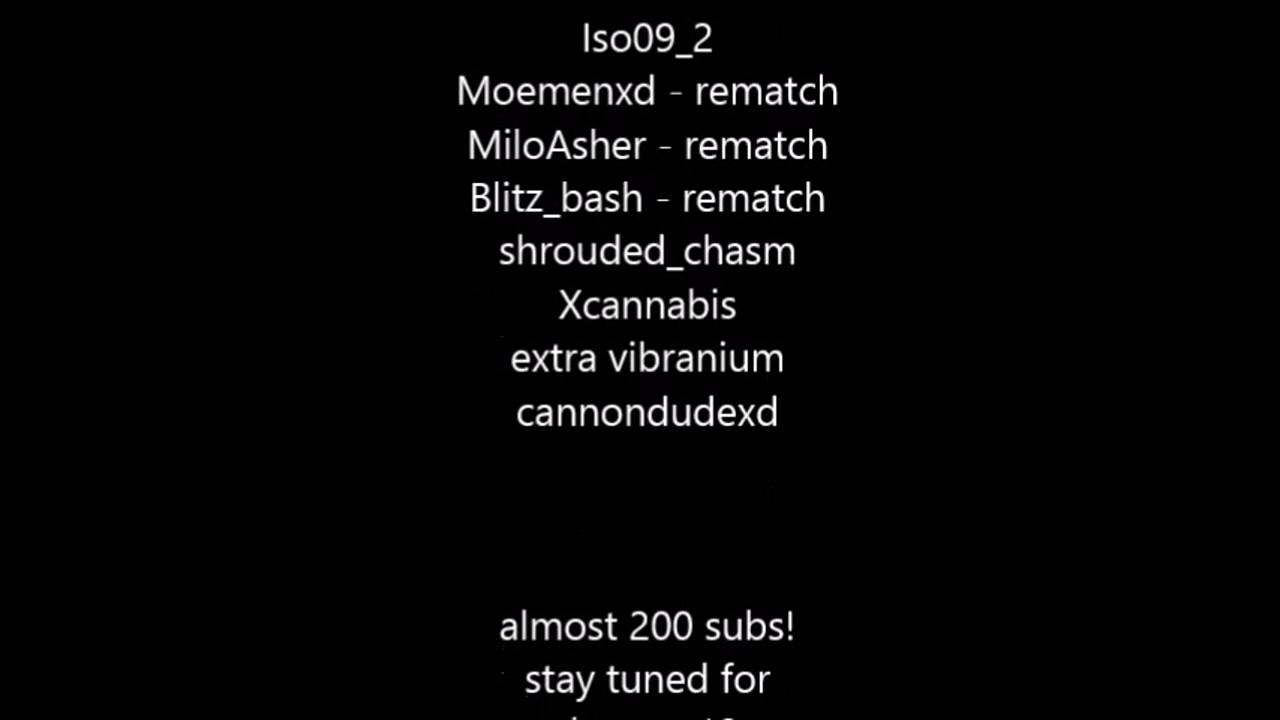 Iso09_2
Moemenxd - rematch
MiloAsher - rematch
Blitz_bash - rematch
shrouded_chasm
Xcannabis
extra vibranium
cannondudexd
almost 200 subs!
stay tuned for